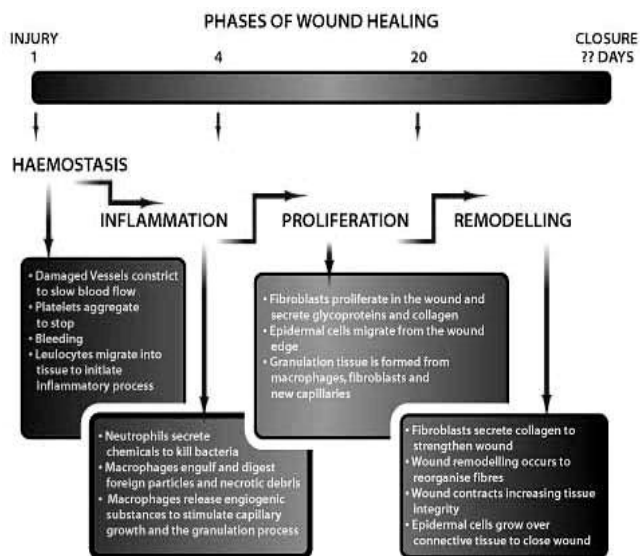 PHASES OF WOUND HEALING
INJURY
1
4
20
CLOSURE
?? DAYS
HAEMOSTASIS
INFLAMMATION
PROLIFERATION
REMODELLING
• Damaged Vessels constrict
to slow blood flow
• Platelets aggregate
to stop
• Bleeding
• Leulocytes migrate into
tissue to initiate
inflammatory process
• Neutrophils secrete
chemicals to kill bacteria
• Macrophages engulf and digest
foreign particles and necrotic debris
• Macrophages release engiogenic
substances to stimulate capillary
growth and the granulation process
• Fibroblasts proliferate in the wound and
secrete glycoproteins and collagen
• Epidermal cells migrate from the wound
edge
• Granulation tissue is formed from
macrophages, fibroblasts and
new capillaries
• Fibroblasts secrete collagen to
strengthen wound
• Wound remodelling occurs to
reorganise fibres
• Wound contracts increasing tissue
integrity
• Epidermal cells grow over
connective tissue to close wound